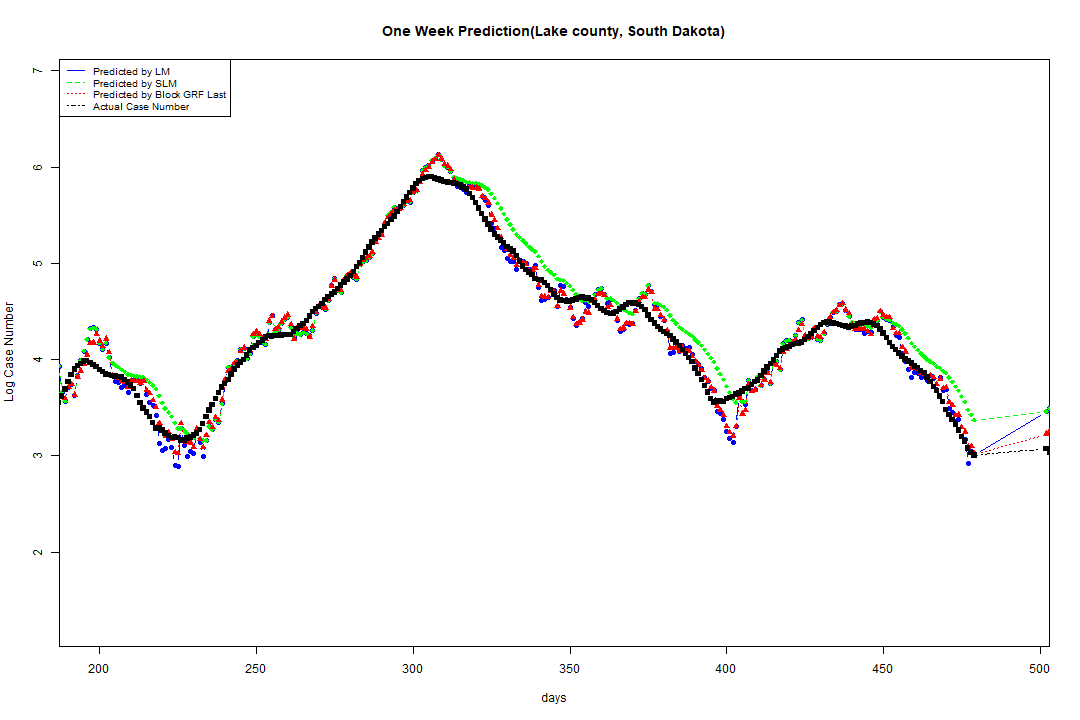 One Week Prediction(Lake county, South Dakota)
Predicted by LM
Predicted by SLM
Predicted by Block GRF Last
Actual Case Number
7
6
5
4
3
2
Log Case Number
200 250 300 350 400 450 500
days